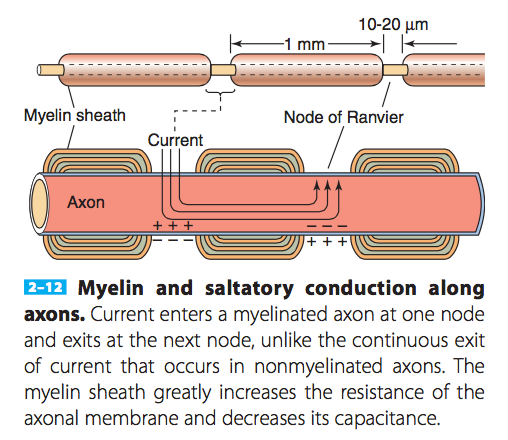 10-20 μm
1 mm
Myelin sheath
Node of Ranvier
Current
Axon
+ + +
– – –
– – –
+ + +
2-12 Myelin and saltatory conduction along
axons. Current enters a myelinated axon at one node
and exits at the next node, unlike the continuous exit
of current that occurs in nonmyelinated axons. The
myelin sheath greatly increases the resistance of the
axonal membrane and decreases its capacitance.